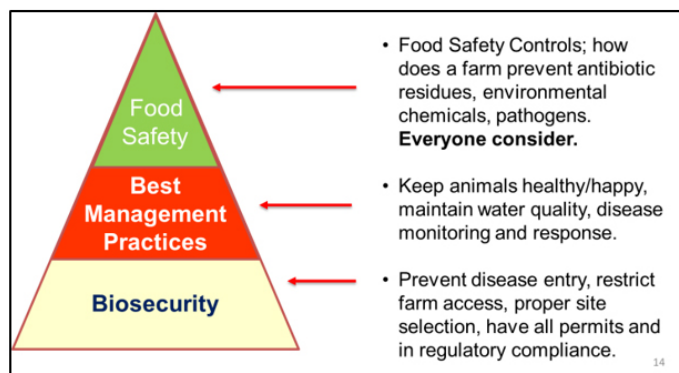 Food
Safety
Best
Management
Practices
Biosecurity
• Food Safety Controls; how
does a farm prevent antibiotic
residues, environmental
chemicals, pathogens.
Everyone consider.
• Keep animals healthy/happy,
maintain water quality, disease
monitoring and response.
• Prevent disease entry, restrict
farm access, proper site
selection, have all permits and
in regulatory compliance.
14